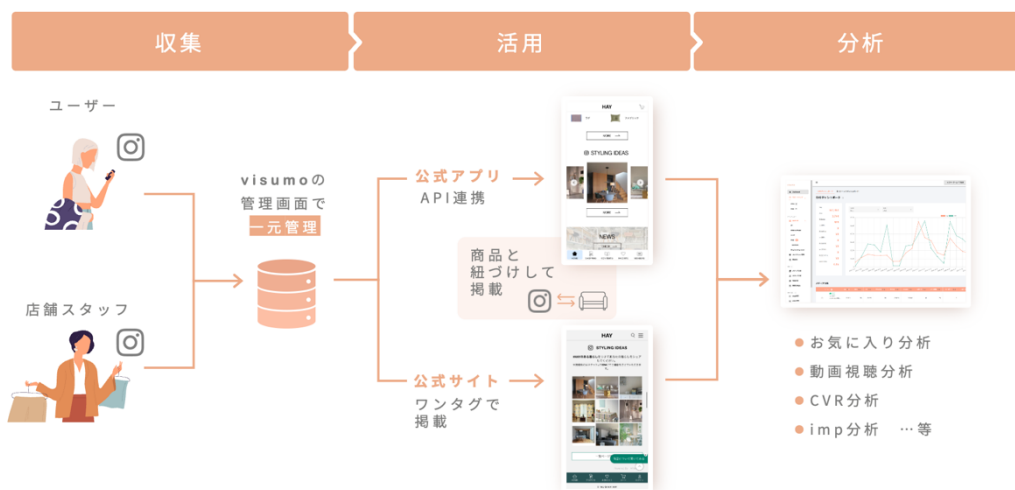 収集
活用
分析
ユーザー
visumoの
管理画面で
一元管理
店舗スタッフ
公式アプリ
API連携
HAY
STYLING IDEAS
NEWS
商品と
紐づけして
掲載
公式サイト
ワンタグで
掲載
HAY
STYLING IDEAS
お気に入り分析
動画視聴分析
CVR分析
imp分析 …等